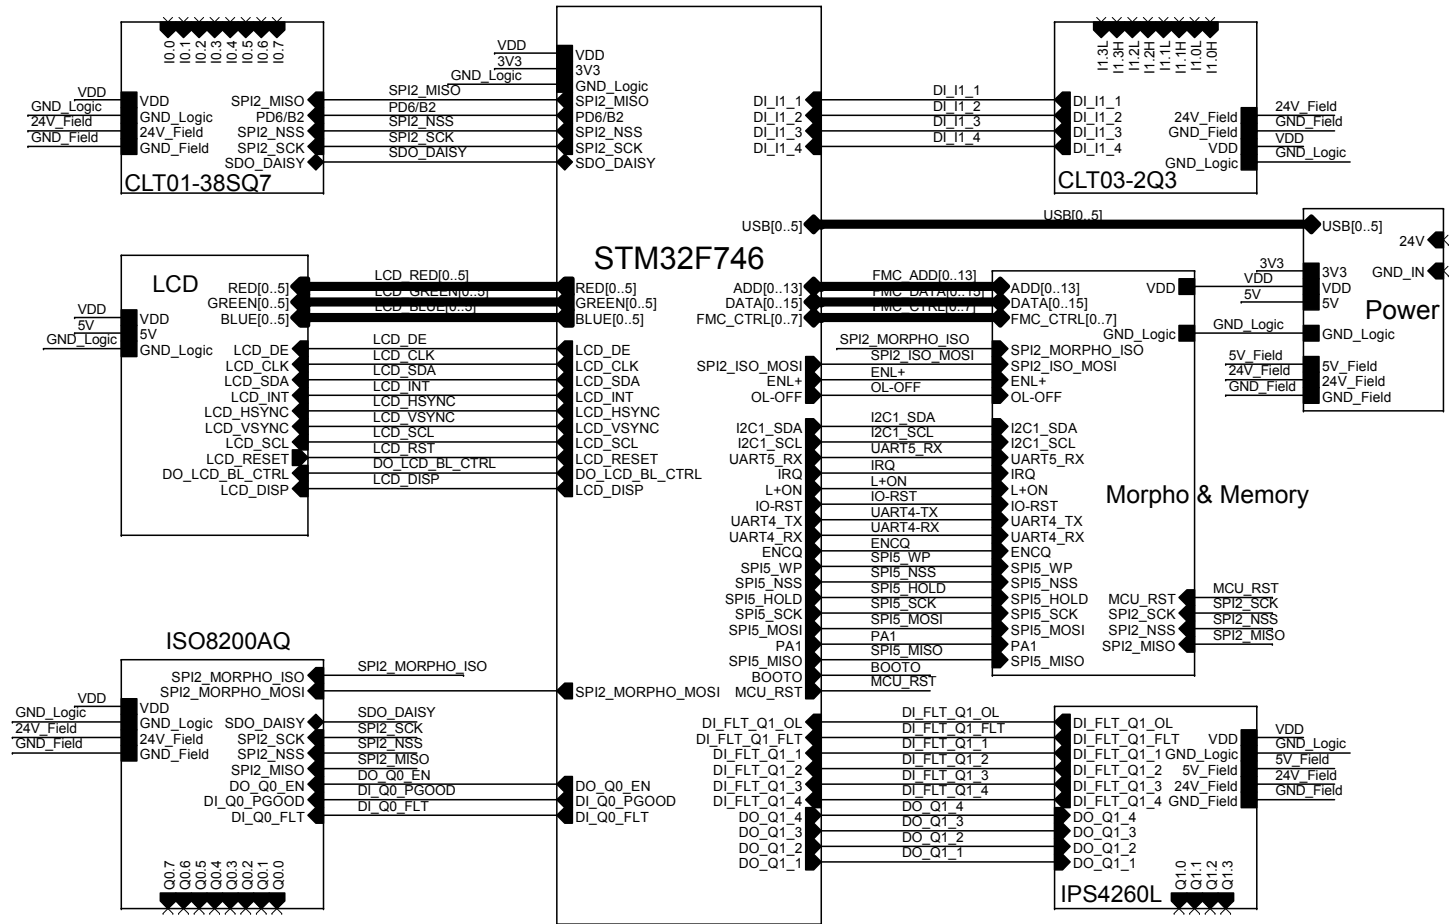 CLT01-38SQ7
I0.0
I0.1
I0.2
I0.3
I0.4
I0.5
I0.6
I0.7
VDD
GND_Logic
24V_Field
GND_Field
VDD
GND_Logic
24V_Field
GND_Field
SPI2_MISO
PD6/B2
SPI2_NSS
SPI2_SCK
SDO_DAISY
SPI2_MISO
PD6/B2
SPI2_NSS
SPI2_SCK
SDO_DAISY
VDD
3V3
GND_Logic
STM32F746
VDD
3V3
GND_Logic
SPI2_MISO
PD6/B2
SPI2_NSS
SPI2_SCK
SDO_DAISY
DI_I1_1
DI_I1_2
DI_I1_3
DI_I1_4
DI_I1_1
DI_I1_2
DI_I1_3
DI_I1_4
CLT03-2Q3
I1.3L
I1.3H
I1.2L
I1.2H
I1.1L
I1.1H
I1.0L
I1.0H
DI_I1_1
DI_I1_2
DI_I1_3
DI_I1_4
24V_Field
GND_Field
VDD
GND_Logic
24V_Field
GND_Field
VDD
GND_Logic
USB[0..5]
USB[0..5]
USB[0..5]
24V
GND_IN
Power
3V3
VDD
5V
3V3
VDD
5V
GND_Logic
GND_Logic
5V_Field
24V_Field
GND_Field
5V_Field
24V_Field
GND_Field
LCD
VDD
5V
GND_Logic
VDD
5V
GND_Logic
RED[0..5]
GREEN[0..5]
BLUE[0..5]
LCD_DE
LCD_CLK
LCD_SDA
LCD_INT
LCD_HSYNC
LCD_VSYNC
LCD_SCL
LCD_RESET
DO_LCD_BL_CTRL
LCD_DISP
LCD_RED[0..5]
LCD_GREEN[0..5]
LCD_BLUE[0..5]
LCD_DE
LCD_CLK
LCD_SDA
LCD_INT
LCD_HSYNC
LCD_VSYNC
LCD_SCL
LCD_RST
DO_LCD_BL_CTRL
LCD_DISP
RED[0..5]
GREEN[0..5]
BLUE[0..5]
LCD_DE
LCD_CLK
LCD_SDA
LCD_INT
LCD_HSYNC
LCD_VSYNC
LCD_SCL
LCD_RESET
DO_LCD_BL_CTRL
LCD_DISP
ADD[0..13]
DATA[0..15]
FMC_CTRL[0..7]
SPI2_ISO_MOSI
ENL+
OL-OFF
I2C1_SDA
I2C1_SCL
UART5_RX
IRQ
L+ON
IO-RST
UART4_TX
UART4_RX
ENCQ
SPI5_WP
SPI5_NSS
SPI5_HOLD
SPI5_SCK
SPI5_MOSI
PA1
SPI5_MISO
BOOTO
MCU_RST
FMC_ADD[0..13]
FMC_DATA[0..15]
FMC_CTRL[0..7]
SPI2_MORPHO_ISO
SPI2_ISO_MOSI
ENL+
OL-OFF
I2C1_SDA
I2C1_SCL
UART5_RX
IRQ
L+ON
IO-RST
UART4-TX
UART4-RX
ENCQ
SPI5_WP
SPI5_NSS
SPI5_HOLD
SPI5_SCK
SPI5_MOSI
PA1
SPI5_MISO
BOOTO
MCU_RST
Morpho & Memory
ADD[0..13]
DATA[0..15]
FMC_CTRL[0..7]
SPI2_MORPHO_ISO
SPI2_ISO_MOSI
ENL+
OL-OFF
I2C1_SDA
I2C1_SCL
UART5_RX
IRQ
L+ON
IO-RST
UART4_TX
UART4_RX
ENCQ
SPI5_WP
SPI5_NSS
SPI5_HOLD
SPI5_SCK
SPI5_MOSI
PA1
SPI5_MISO
VDD
GND_Logic
VDD
GND_Logic
MCU_RST
SPI2_SCK
SPI2_NSS
SPI2_MISO
MCU_RST
SPI2_SCK
SPI2_NSS
SPI2_MISO
ISO8200AQ
VDD
GND_Logic
24V_Field
GND_Field
VDD
GND_Logic
24V_Field
GND_Field
SPI2_MORPHO_ISO
SPI2_MORPHO_MOSI
SDO_DAISY
SPI2_SCK
SPI2_NSS
SPI2_MISO
DO_Q0_EN
DI_Q0_PGOOD
DI_Q0_FLT
SPI2_MORPHO_ISO
SDO_DAISY
SPI2_SCK
SPI2_NSS
SPI2_MISO
DO_Q0_EN
DI_Q0_PGOOD
DI_Q0_FLT
SPI2_MORPHO_MOSI
DO_Q0_EN
DI_Q0_PGOOD
DI_Q0_FLT
Q0.7
Q0.6
Q0.5
Q0.4
Q0.3
Q0.2
Q0.1
Q0.0
DI_FLT_Q1_OL
DI_FLT_Q1_FLT
DI_FLT_Q1_1
DI_FLT_Q1_2
DI_FLT_Q1_3
DI_FLT_Q1_4
DO_Q1_4
DO_Q1_3
DO_Q1_2
DO_Q1_1
DI_FLT_Q1_OL
DI_FLT_Q1_FLT
DI_FLT_Q1_1
DI_FLT_Q1_2
DI_FLT_Q1_3
DI_FLT_Q1_4
DO_Q1_4
DO_Q1_3
DO_Q1_2
DO_Q1_1
DI_FLT_Q1_OL
DI_FLT_Q1_FLT
DI_FLT_Q1_1
DI_FLT_Q1_2
DI_FLT_Q1_3
DI_FLT_Q1_4
DO_Q1_4
DO_Q1_3
DO_Q1_2
DO_Q1_1
VDD
GND_Logic
5V_Field
24V_Field
GND_Field
VDD
GND_Logic
5V_Field
24V_Field
GND_Field
IPS4260L
Q1.0
Q1.1
Q1.2
Q1.3